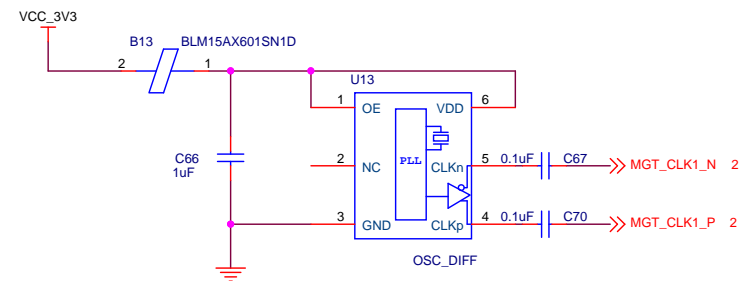 VCC_3V3
B13 BLM15AX601SN1D
2 1
U13
1 OE VDD 6
C66
1uF
2 NC PLL CLKn 5 0.1uF C67 MGT_CLK1_N 2
3 GND CLKp 4 0.1uF C70 MGT_CLK1_P 2
OSC_DIFF